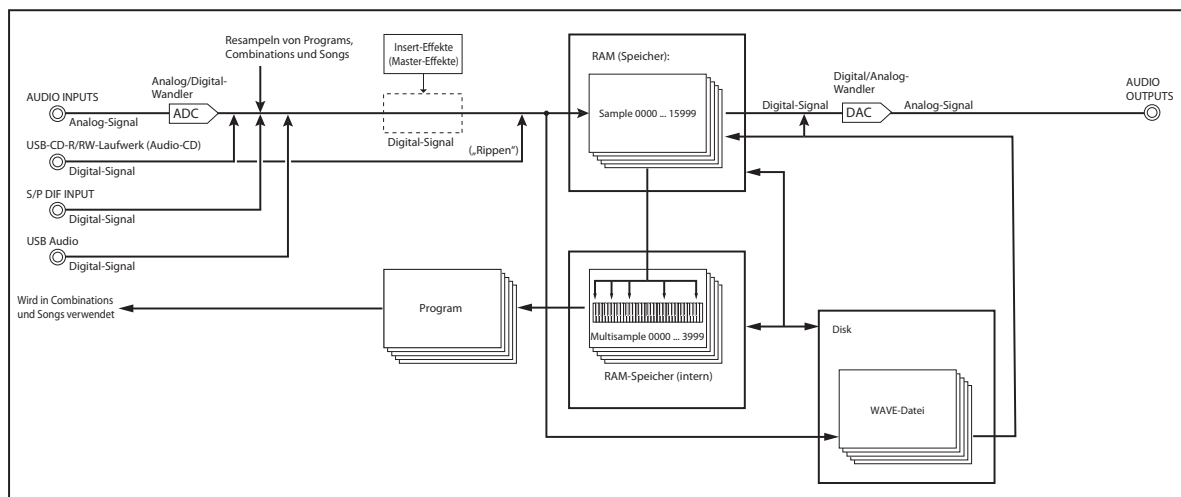 Resampeln von Programs,
Combinations und Songs
Insert-Effekte
(Master-Effekte)
RAM (Speicher):
Analog/Digital-
Wandler
Digital/Analog-
Wandler
AUDIO INPUTS
ADC
Analog-Signal
Digital-Signal
Sample 0000 ... 15999
Digital-Signal
DAC
Analog-Signal
AUDIO
OUTPUTS
USB-CD-R/RW-Laufwerk (Audio-CD)
Digital-Signal
(„Rippen“)
S/P DIF INPUT
Digital-Signal
USB Audio
Digital-Signal
Wird in Combinations
und Songs verwendet
Program
Multisample 0000 ... 3999
RAM-Speicher (intern)
Disk
WAVE-Datei